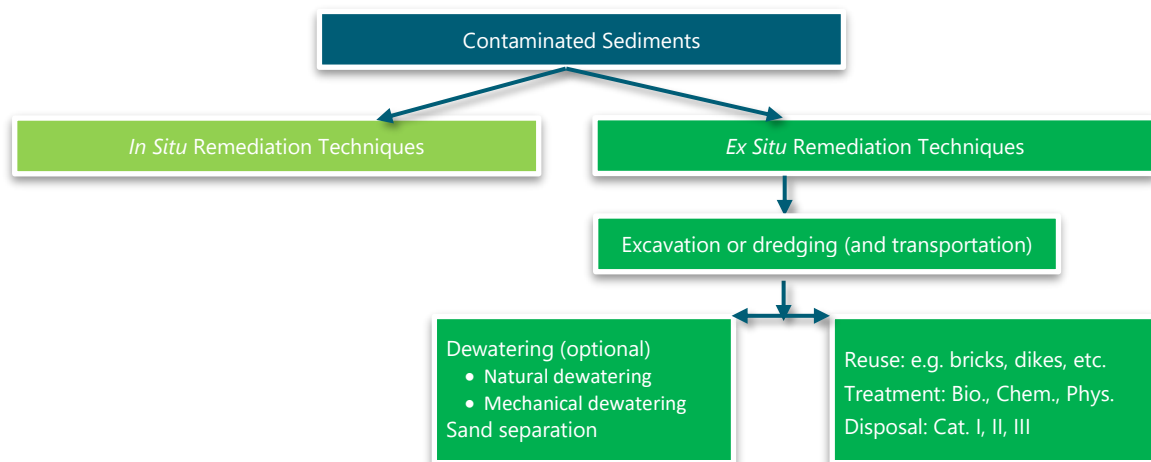 Contaminated Sediments
In Situ Remediation Techniques
Ex Situ Remediation Techniques
Excavation or dredging (and transportation)
Dewatering (optional)
• Natural dewatering
• Mechanical dewatering
Sand separation
Reuse: e.g. bricks, dikes, etc.
Treatment: Bio., Chem., Phys.
Disposal: Cat. I, II, III